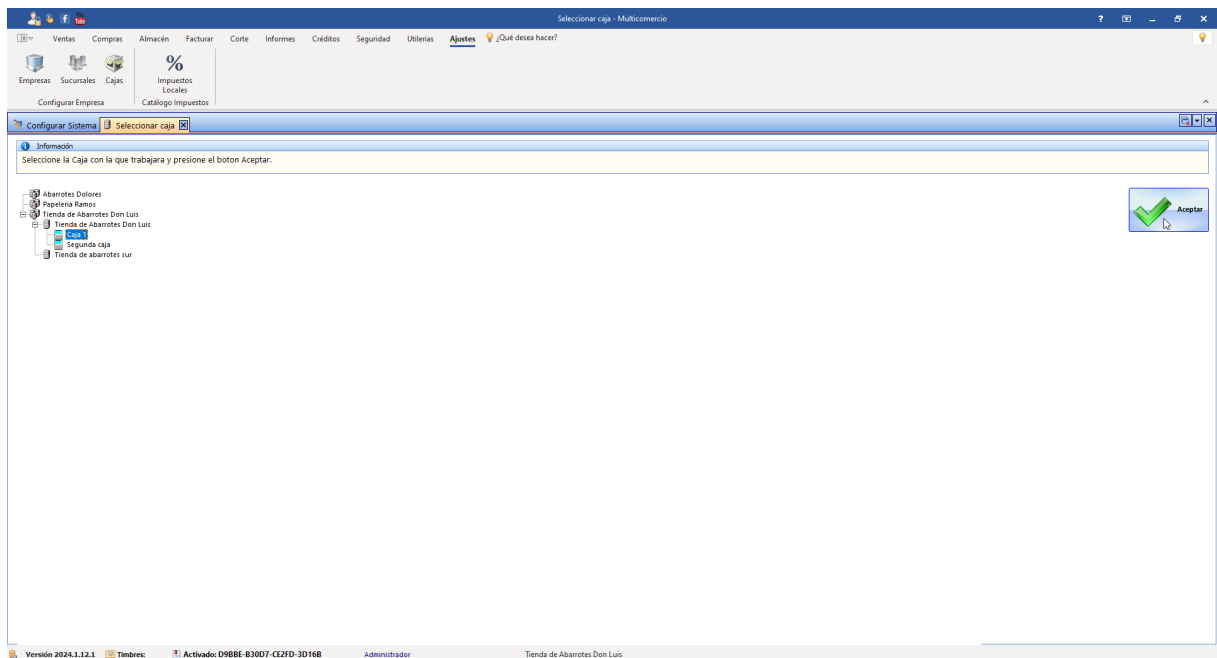 Seleccionar caja - Multicomercio
Ventas Compras Almacén Facturar Corte Informes Créditos Seguridad Utilerias Ajustes ¿Qué desea hacer?
Empresas Sucursales Cajas Impuestos Locales
Configurar Empresa Catálogo Impuestos
Configurar Sistema Seleccionar caja
Información
Seleccione la Caja con la que trabajara y presione el boton Aceptar.
Abarrotes Dolores
Papeleria Ramos
Tienda de Abarrotes Don Luis
Tienda de Abarrotes Don Luis
Caja 1
Segunda caja
Tienda de abarrotes sur
Aceptar
Versión 2024.1.12.1 Timbres: Activado: D9BBE-B30D7-CE2FD-3D16B Administrador Tienda de Abarrotes Don Luis